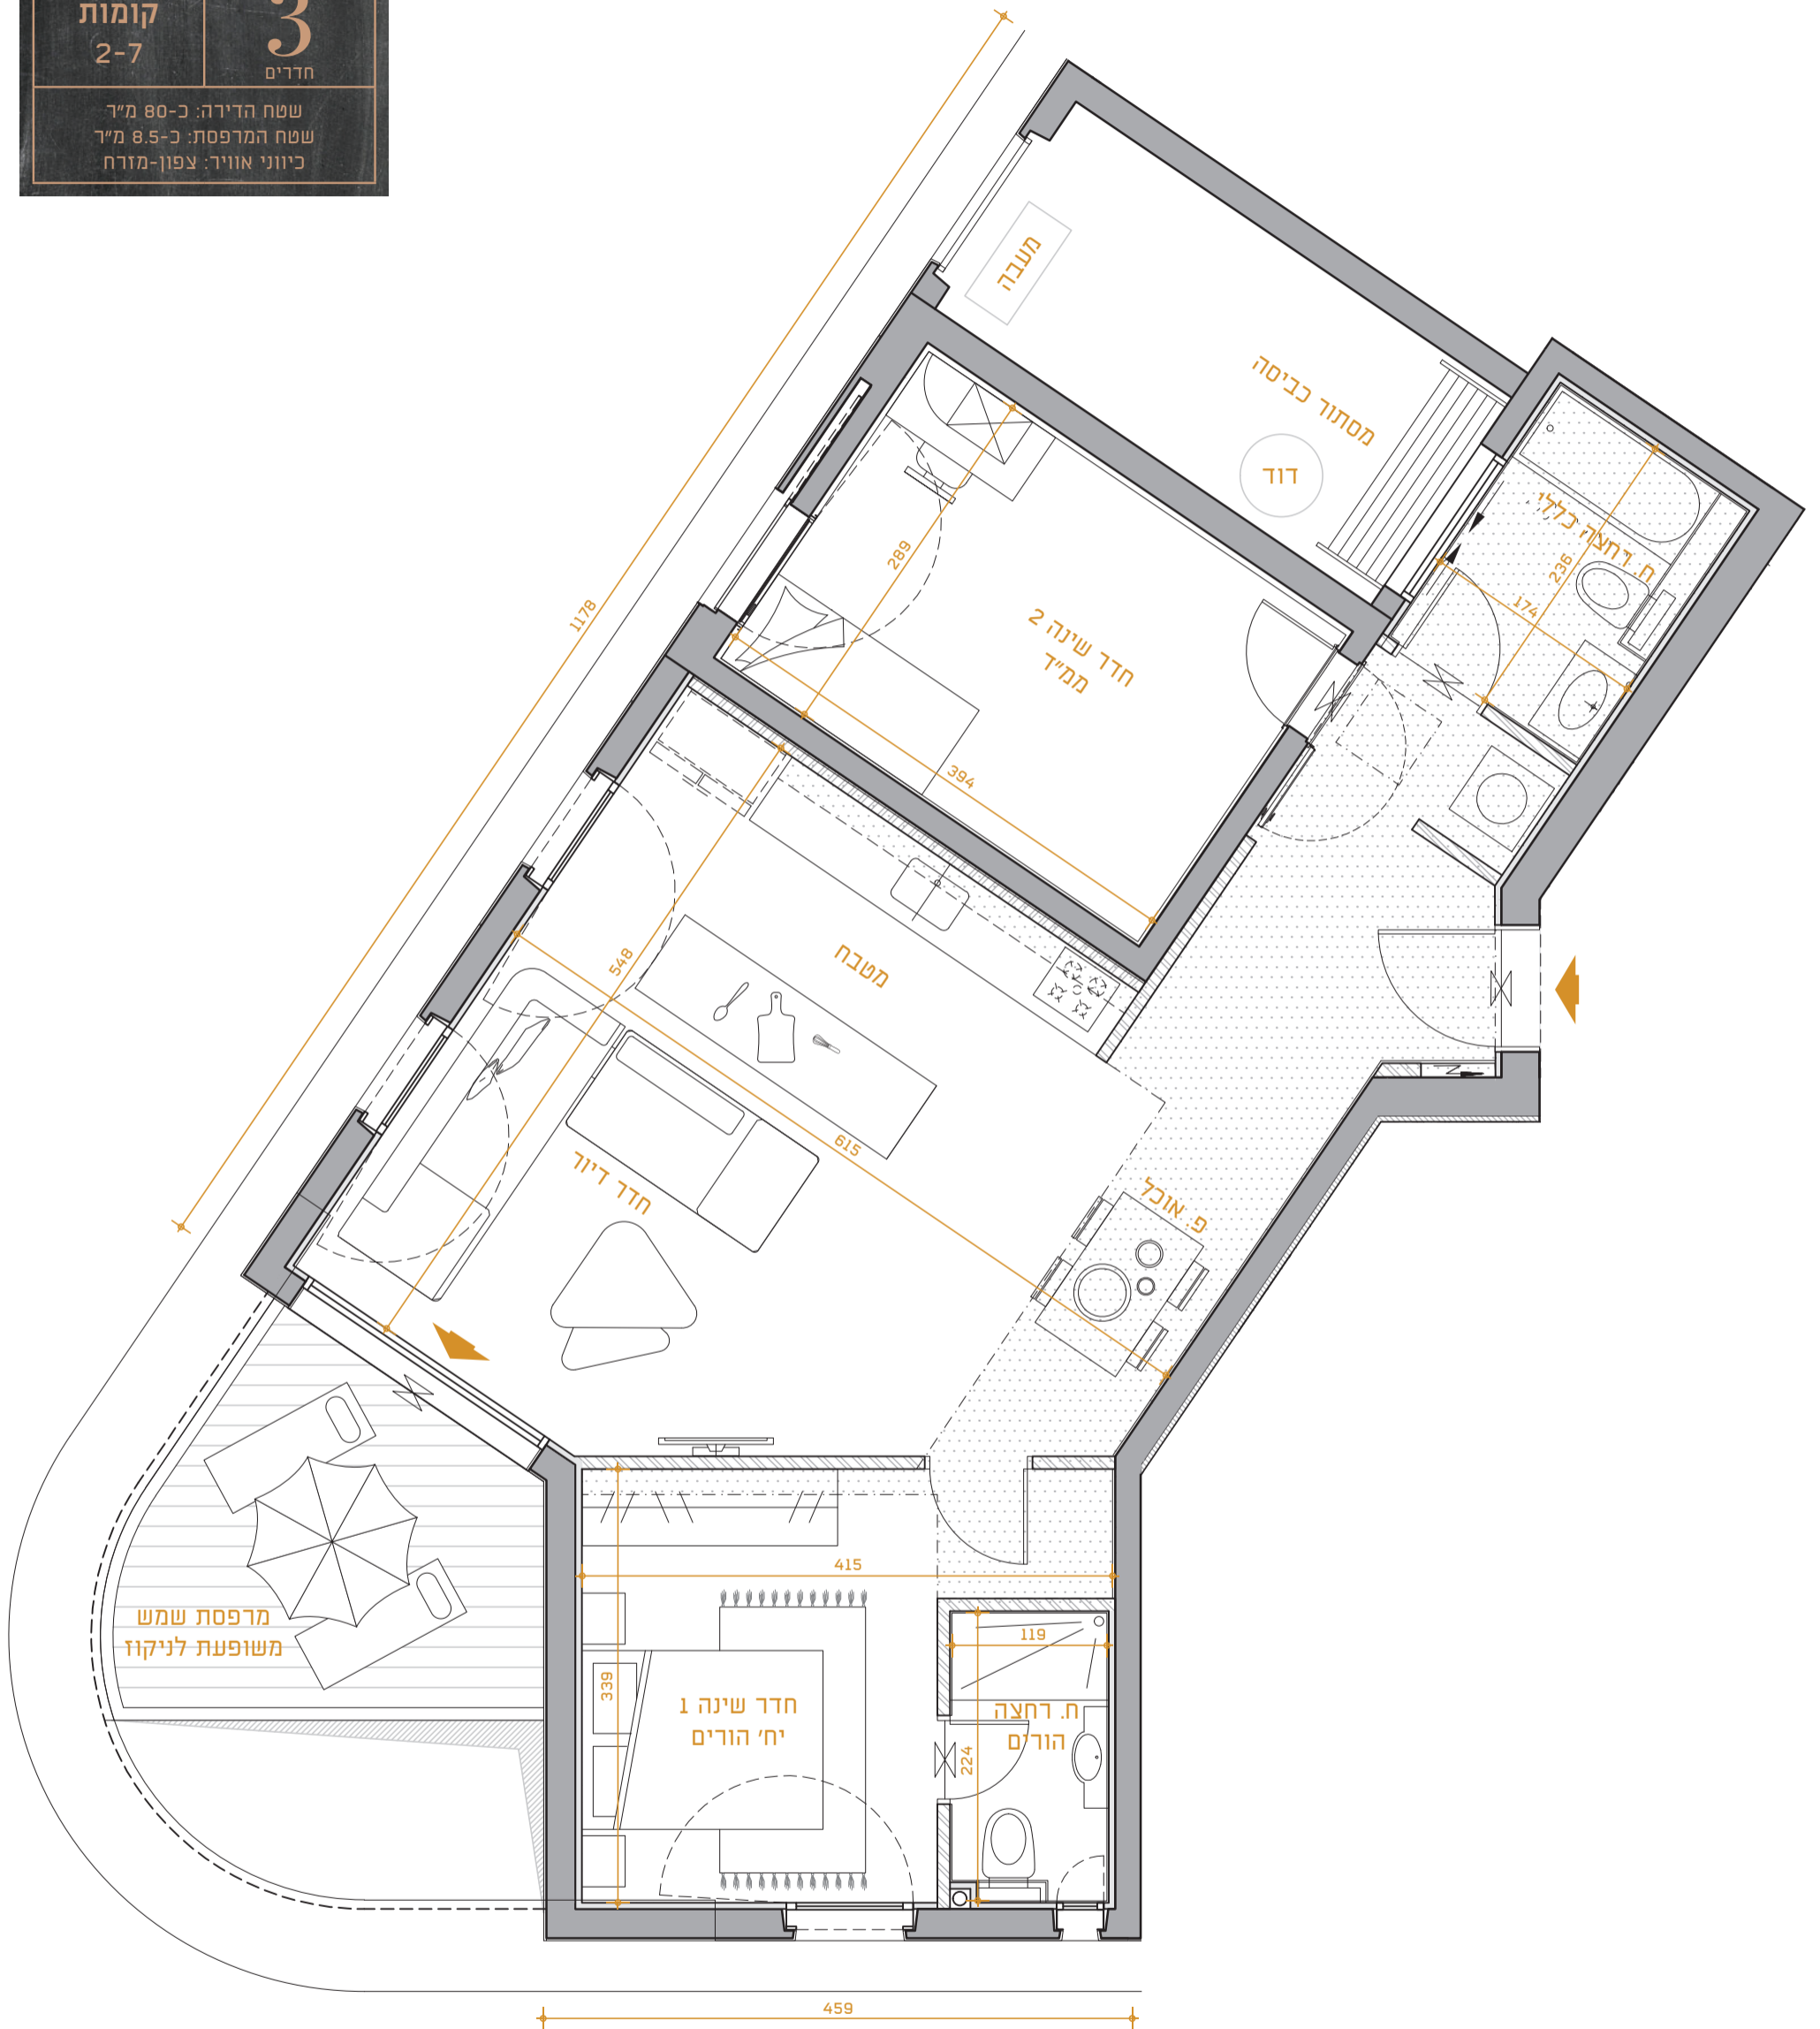 קומות
2-7
3
חדרים
שטח הדירה: כ-80 מ"ר
שטח המרפסת: כ-8.5 מ"ר
כיווני אוויר: צפון-מזרח
מעבה
מסתור כביסה
דוד
ח. רחצה כללי
236
174
289
1178
חדר שינה 2
ממ"ד
394
548
מטבח
615
חדר דיור
פ. אוכל
415
מרפסת שמש
משופעת לניקוז
119
339
חדר שינה 1
יח' הורים
ח. רחצה
הורים
224
459